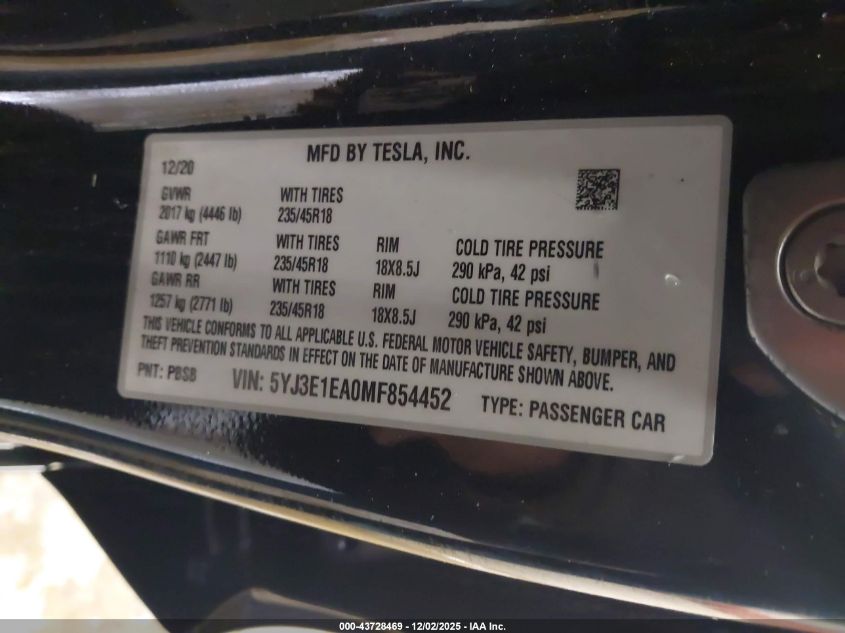 MFD BY TESLA, INC.
12/20
GVWR WITH TIRES
2017 kg (4446 lb) 235/45R18
GAWR FRT WITH TIRES RIM COLD TIRE PRESSURE
1110 kg (2447 lb) 235/45R18 18X8.5J 290 kPa, 42 psi
GAWR RR WITH TIRES RIM COLD TIRE PRESSURE
1257 kg (2771 lb) 235/45R18 18X8.5J 290 kPa, 42 psi
THIS VEHICLE CONFORMS TO ALL APPLICABLE U.S. FEDERAL MOTOR VEHICLE SAFETY, BUMPER, AND
THEFT PREVENTION STANDARDS IN EFFECT ON THE DATE OF MANUFACTURE SHOWN ABOVE.
PNT: PBSB VIN: 5YJ3E1EA0MF854452 TYPE: PASSENGER CAR
000-43728469 - 12/02/2025 - IAA Inc.